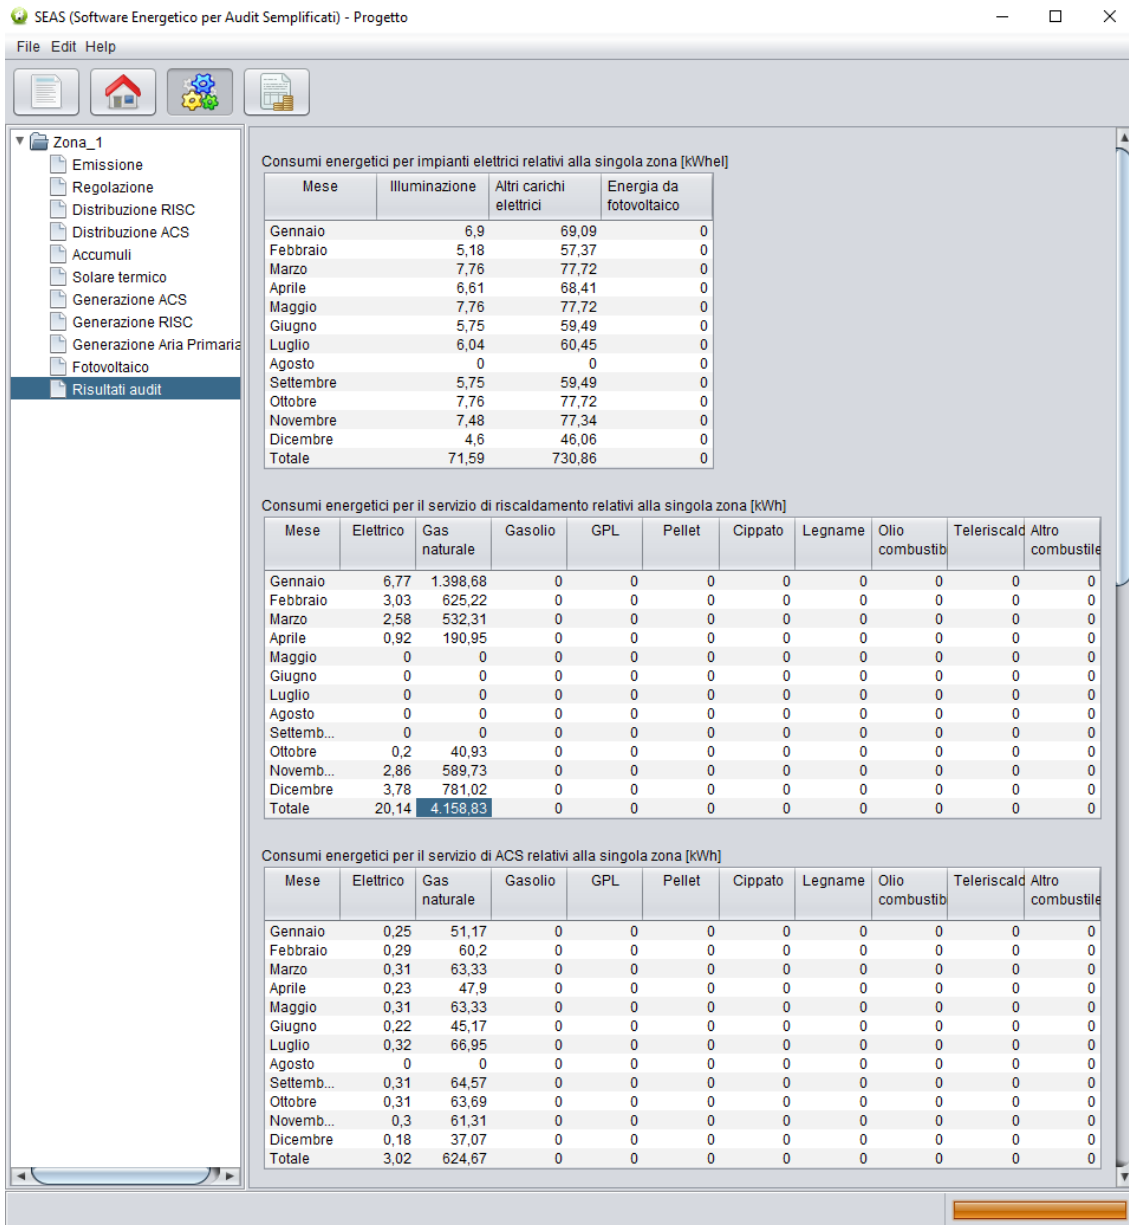 SEAS (Software Energetico per Audit Semplificati) - Progetto
File Edit Help
Zona_1
Emissione
Regolazione
Distribuzione RISC
Distribuzione ACS
Accumuli
Solare termico
Generazione ACS
Generazione RISC
Generazione Aria Primaria
Fotovoltaico
Risultati audit
Consumi energetici per impianti elettrici relativi alla singola zona [kWhel]
Mese Illuminazione Altri carichi elettrici Energia da fotovoltaico
Gennaio 6,9 69,09 0
Febbraio 5,18 57,37 0
Marzo 7,76 77,72 0
Aprile 6,61 68,41 0
Maggio 7,76 77,72 0
Giugno 5,75 59,49 0
Luglio 6,04 60,45 0
Agosto 0 0 0
Settembre 5,75 59,49 0
Ottobre 7,76 77,72 0
Novembre 7,48 77,34 0
Dicembre 4,6 46,06 0
Totale 71,59 730,86 0
Consumi energetici per il servizio di riscaldamento relativi alla singola zona [kWh]
Mese Elettrico Gas naturale Gasolio GPL Pellet Cippato Legname Olio combustib Teleriscald Altro combustile
Gennaio 6,77 1.398,68 0 0 0 0 0 0 0 0
Febbraio 3,03 625,22 0 0 0 0 0 0 0 0
Marzo 2,58 532,31 0 0 0 0 0 0 0 0
Aprile 0,92 190,95 0 0 0 0 0 0 0 0
Maggio 0 0 0 0 0 0 0 0 0 0
Giugno 0 0 0 0 0 0 0 0 0 0
Luglio 0 0 0 0 0 0 0 0 0 0
Agosto 0 0 0 0 0 0 0 0 0 0
Settemb... 0 0 0 0 0 0 0 0 0 0
Ottobre 0,2 40,93 0 0 0 0 0 0 0 0
Novemb... 2,86 589,73 0 0 0 0 0 0 0 0
Dicembre 3,78 781,02 0 0 0 0 0 0 0 0
Totale 20,14 4.158,83 0 0 0 0 0 0 0 0
Consumi energetici per il servizio di ACS relativi alla singola zona [kWh]
Mese Elettrico Gas naturale Gasolio GPL Pellet Cippato Legname Olio combustib Teleriscald Altro combustile
Gennaio 0,25 51,17 0 0 0 0 0 0 0 0
Febbraio 0,29 60,2 0 0 0 0 0 0 0 0
Marzo 0,31 63,33 0 0 0 0 0 0 0 0
Aprile 0,23 47,9 0 0 0 0 0 0 0 0
Maggio 0,31 63,33 0 0 0 0 0 0 0 0
Giugno 0,22 45,17 0 0 0 0 0 0 0 0
Luglio 0,32 66,95 0 0 0 0 0 0 0 0
Agosto 0 0 0 0 0 0 0 0 0 0
Settemb... 0,31 64,57 0 0 0 0 0 0 0 0
Ottobre 0,31 63,69 0 0 0 0 0 0 0 0
Novemb... 0,3 61,31 0 0 0 0 0 0 0 0
Dicembre 0,18 37,07 0 0 0 0 0 0 0 0
Totale 3,02 624,67 0 0 0 0 0 0 0 0